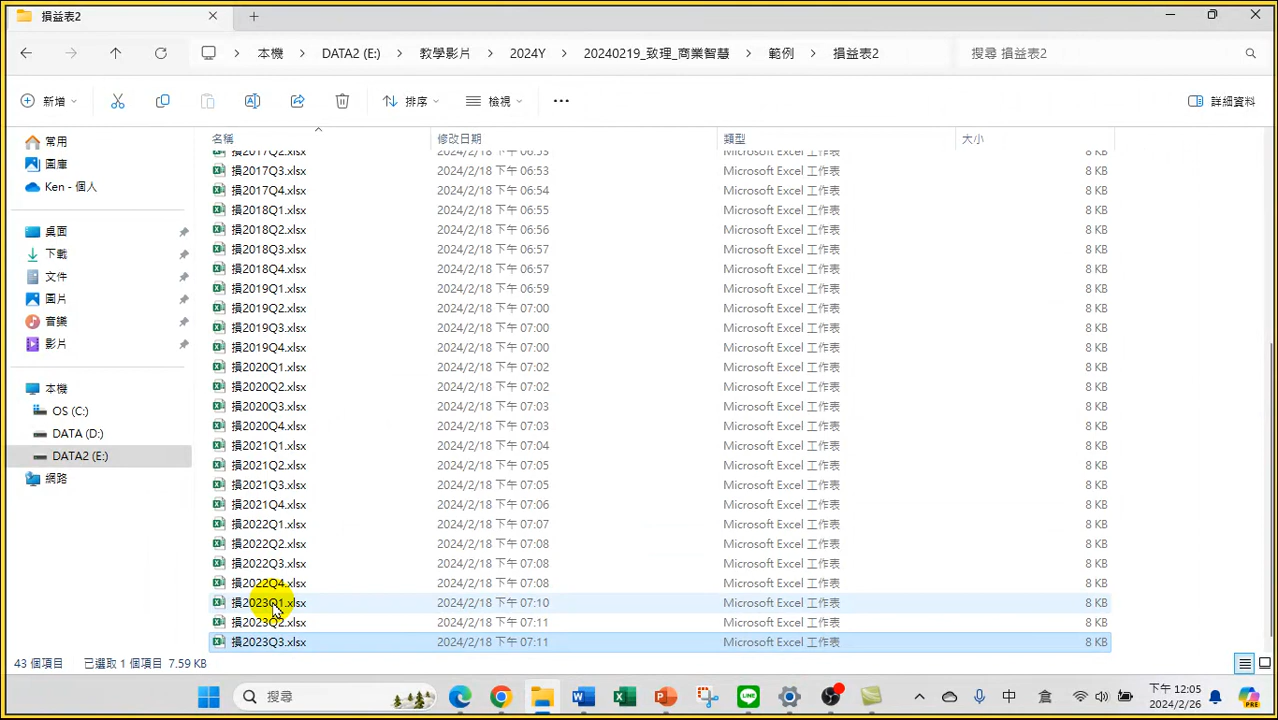 損益表2
本機 DATA2 (E:) 教學影片 2024Y 20240219_致理_商業智慧 範例 損益表2 搜尋 損益表2
新增 排序 檢視 詳細資料
常用
圖庫
Ken - 個人
桌面
下載
文件
圖片
音樂
影片
本機
OS (C:)
DATA (D:)
DATA2 (E:)
網路
名稱 修改日期 類型 大小
損2017Q2.xlsx 2024/2/18 下午 06:53 Microsoft Excel 工作表 8 KB
損2017Q3.xlsx 2024/2/18 下午 06:53 Microsoft Excel 工作表 8 KB
損2017Q4.xlsx 2024/2/18 下午 06:54 Microsoft Excel 工作表 8 KB
損2018Q1.xlsx 2024/2/18 下午 06:55 Microsoft Excel 工作表 8 KB
損2018Q2.xlsx 2024/2/18 下午 06:56 Microsoft Excel 工作表 8 KB
損2018Q3.xlsx 2024/2/18 下午 06:57 Microsoft Excel 工作表 8 KB
損2018Q4.xlsx 2024/2/18 下午 06:57 Microsoft Excel 工作表 8 KB
損2019Q1.xlsx 2024/2/18 下午 06:59 Microsoft Excel 工作表 8 KB
損2019Q2.xlsx 2024/2/18 下午 07:00 Microsoft Excel 工作表 8 KB
損2019Q3.xlsx 2024/2/18 下午 07:00 Microsoft Excel 工作表 8 KB
損2019Q4.xlsx 2024/2/18 下午 07:00 Microsoft Excel 工作表 8 KB
損2020Q1.xlsx 2024/2/18 下午 07:02 Microsoft Excel 工作表 8 KB
損2020Q2.xlsx 2024/2/18 下午 07:02 Microsoft Excel 工作表 8 KB
損2020Q3.xlsx 2024/2/18 下午 07:03 Microsoft Excel 工作表 8 KB
損2020Q4.xlsx 2024/2/18 下午 07:03 Microsoft Excel 工作表 8 KB
損2021Q1.xlsx 2024/2/18 下午 07:04 Microsoft Excel 工作表 8 KB
損2021Q2.xlsx 2024/2/18 下午 07:05 Microsoft Excel 工作表 8 KB
損2021Q3.xlsx 2024/2/18 下午 07:05 Microsoft Excel 工作表 8 KB
損2021Q4.xlsx 2024/2/18 下午 07:06 Microsoft Excel 工作表 8 KB
損2022Q1.xlsx 2024/2/18 下午 07:07 Microsoft Excel 工作表 8 KB
損2022Q2.xlsx 2024/2/18 下午 07:08 Microsoft Excel 工作表 8 KB
損2022Q3.xlsx 2024/2/18 下午 07:08 Microsoft Excel 工作表 8 KB
損2022Q4.xlsx 2024/2/18 下午 07:08 Microsoft Excel 工作表 8 KB
損2023Q1.xlsx 2024/2/18 下午 07:10 Microsoft Excel 工作表 8 KB
損2023Q2.xlsx 2024/2/18 下午 07:11 Microsoft Excel 工作表 8 KB
損2023Q3.xlsx 2024/2/18 下午 07:11 Microsoft Excel 工作表 8 KB
43 個項目 已選取 1 個項目 7.59 KB
搜尋 中 下午 12:05
2024/2/26
PRE